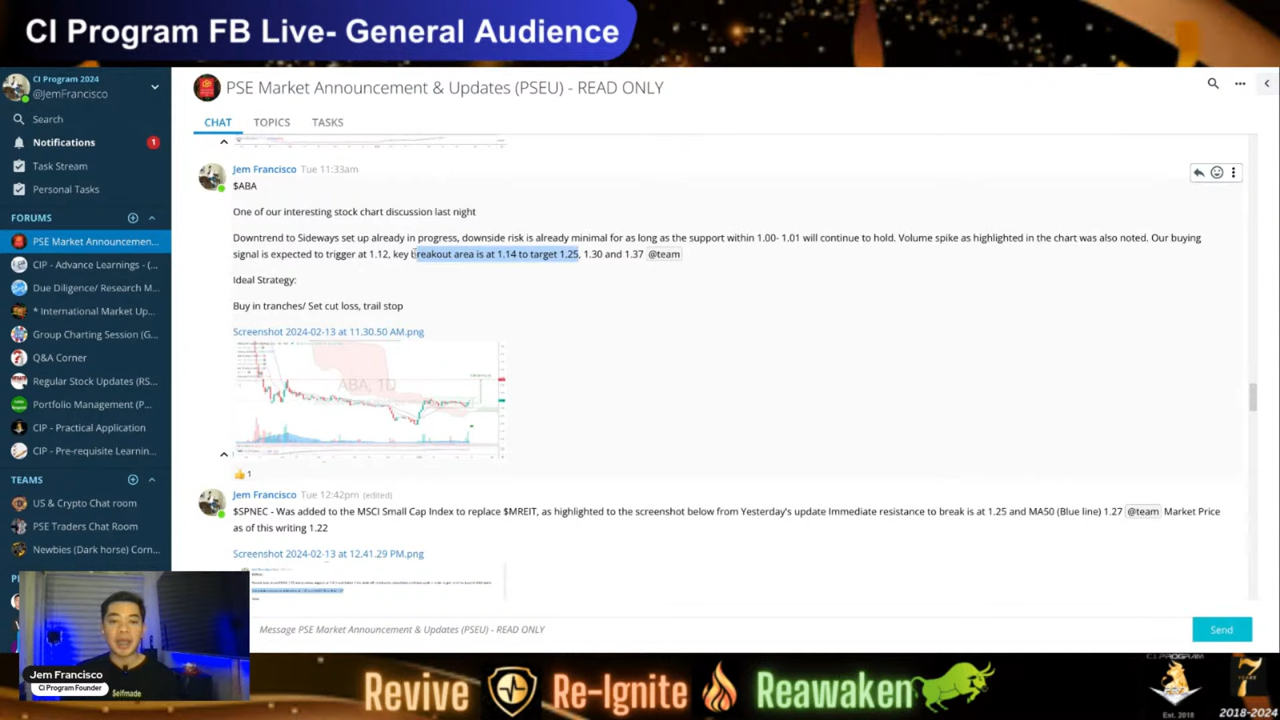 CI Program FB Live- General Audience
CI Program 2024
@JemFrancisco
Search
Notifications
1
Task Stream
Personal Tasks
FORUMS
PSE Market Announcemen...
CIP - Advance Learnings - (...
Due Diligence/ Research M...
* International Market Up...
Group Charting Session (G...
Q&A Corner
Regular Stock Updates (RS...
Portfolio Management (P...
CIP - Practical Application
CIP - Pre-requisite Learnin...
TEAMS
US & Crypto Chat room
PSE Traders Chat Room
Newbies (Dark horse) Corn...
PSE Market Announcement & Updates (PSEU) - READ ONLY
CHAT
TOPICS
TASKS
Jem Francisco Tue 11:33am
$ABA
One of our interesting stock chart discussion last night
Downtrend to Sideways set up already in progress, downside risk is already minimal for as long as the support within 1.00- 1.01 will continue to hold. Volume spike as highlighted in the chart was also noted. Our buying
signal is expected to trigger at 1.12, key breakout area is at 1.14 to target 1.25, 1.30 and 1.37 @team
Ideal Strategy:
Buy in tranches/ Set cut loss, trail stop
Screenshot 2024-02-13 at 11.30.50 AM.png
ABA, 1D
1
Jem Francisco Tue 12:42pm (edited)
$SPNEC - Was added to the MSCI Small Cap Index to replace $MREIT, as highlighted to the screenshot below from Yesterday's update Immediate resistance to break is at 1.25 and MA50 (Blue line) 1.27 @team Market Price
as of this writing 1.22
Screenshot 2024-02-13 at 12.41.29 PM.png
Message PSE Market Announcement & Updates (PSEU) - READ ONLY
Send
Jem Francisco
Ci Program Founder
Selfmade
Revive
Re-Ignite
Reawaken
C.I PROGRAM
Est. 2018
7
YEARS
2018-2024